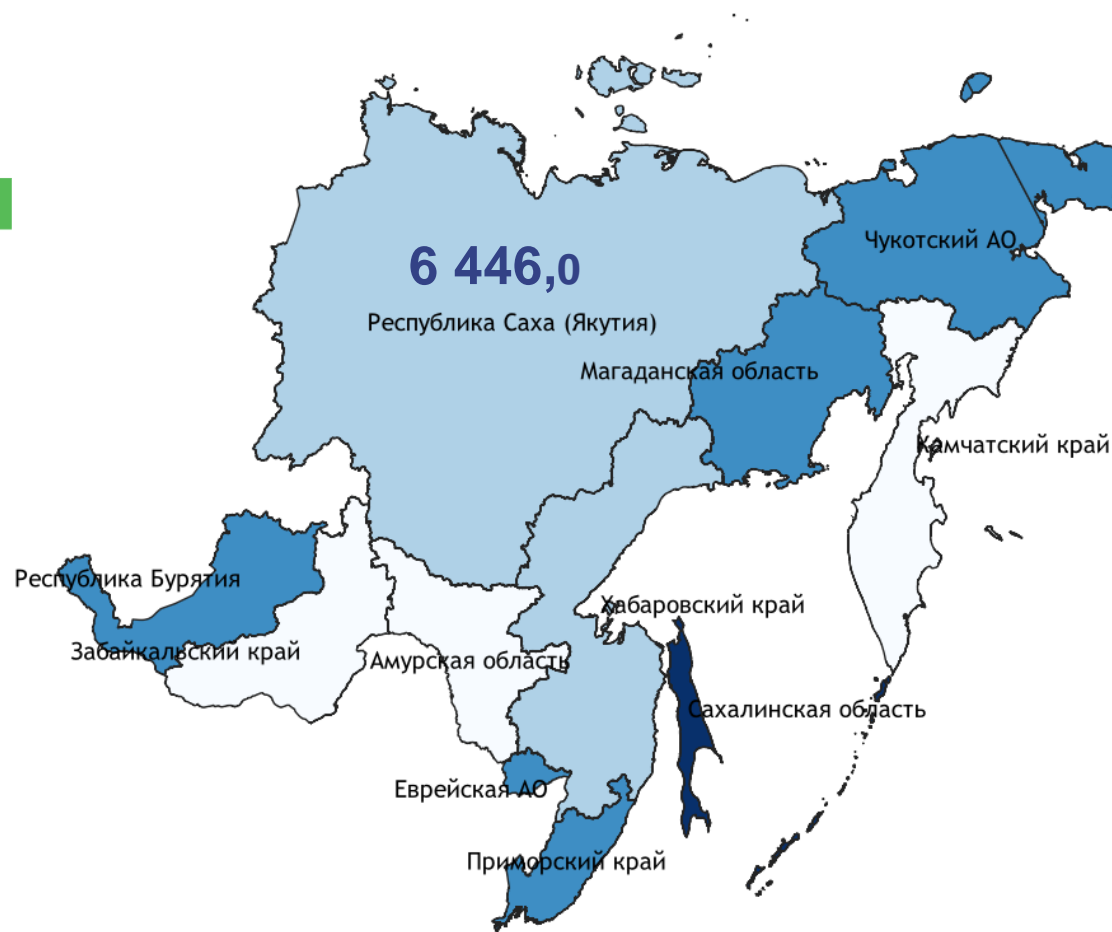 Чукотский АО
6 446,0
Республика Саха (Якутия)
Магаданская область
Камчатский край
Республика Бурятия
Хабаровский край
Забайкальский край
Амурская область
Сахалинская область
Еврейская АО
Приморский край